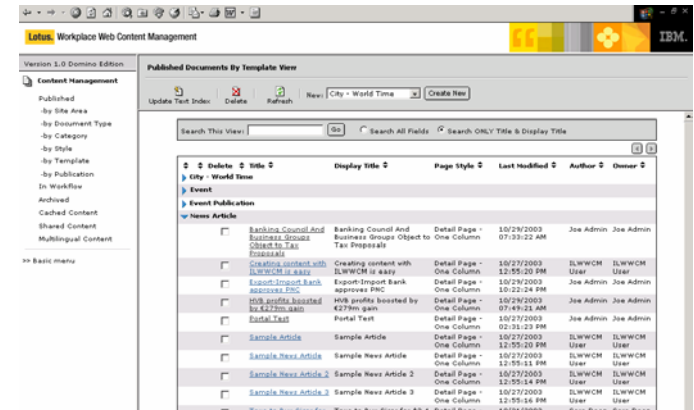 Lotus. Workplace Web Content Management
IBM.
Version 1.0 Domino Edition
Content Management
Published
-by Site Area
-by Document Type
-by Category
-by Style
-by Template
-by Publication
In Workflow
Archived
Cached Content
Shared Content
Multilingual Content
>> Basic menu
Published Documents By Template View
Update Text Index Delete Refresh New: City - World Time Create New
Search This View: Go Search All Fields Search ONLY Title & Display Title
Delete Title Display Title Page Style Last Modified Author Owner
City - World Time
Event
Event Publication
News Article
Banking Council And Banking Council And Detail Page - 10/29/2003 Joe Admin Joe Admin
Business Groups Business Groups Object to One Column 07:33:22 AM
Object to Tax Tax Proposals
Proposals
Creating content with Creating content with Detail Page - 10/27/2003 ILWWCM ILWWCM
ILWWCM is easy ILWWCM is easy One Column 12:55:20 PM User User
Export-Import Bank Export-Import Bank Detail Page - 10/27/2003 Joe Admin Joe Admin
approves PNC approves PNC One Column 10:22:24 PM
HVB profits boosted HVB profits boosted by Detail Page - 10/29/2003 Joe Admin Joe Admin
by €279m gain €279m gain One Column 07:49:21 AM
Portal Test Portal Test Detail Page - 10/27/2003 Joe Admin Joe Admin
One Column 02:31:23 PM
Sample Article Sample Article Detail Page - 10/27/2003 ILWWCM ILWWCM
One Column 12:55:20 PM User User
Sample News Article Sample News Article Detail Page - 10/27/2003 ILWWCM ILWWCM
One Column 12:55:11 PM User User
Sample News Article 2 Sample News Article 2 Detail Page - 10/27/2003 ILWWCM ILWWCM
One Column 12:55:14 PM User User
Sample News Article 3 Sample News Article 3 Detail Page - 10/27/2003 ILWWCM ILWWCM
One Column 12:55:16 PM User User